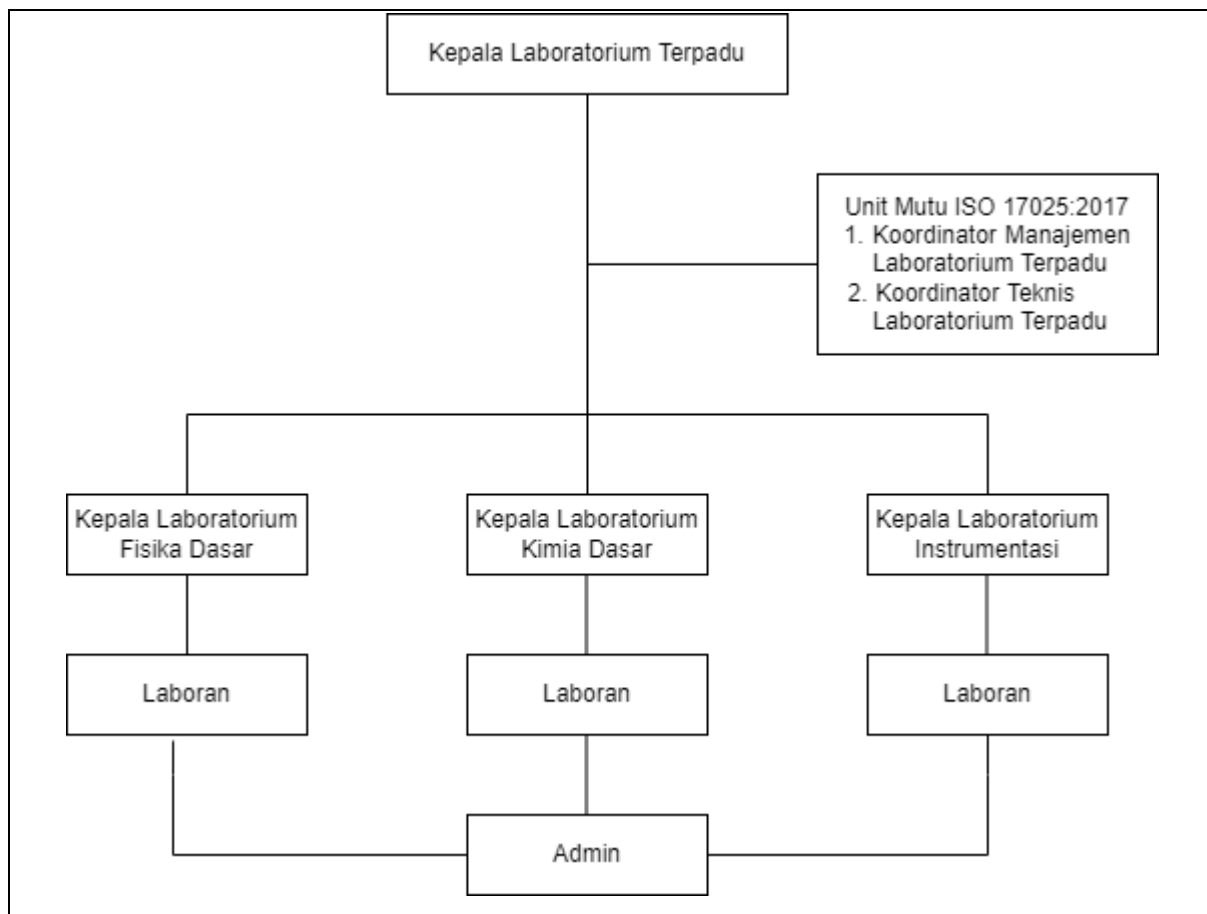 Kepala Laboratorium Terpadu
Unit Mutu ISO 17025:2017
1. Koordinator Manajemen
Laboratorium Terpadu
2. Koordinator Teknis
Laboratorium Terpadu
Kepala Laboratorium
Fisika Dasar
Kepala Laboratorium
Kimia Dasar
Kepala Laboratorium
Instrumentasi
Laboran
Laboran
Laboran
Admin